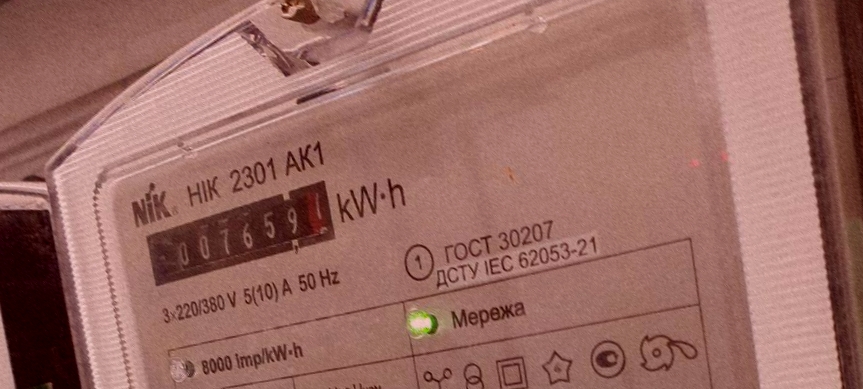 NiK НІК 2301 АК1
0076597 kW·h
3×220/380 V 5(10) A 50 Hz
1 ГОСТ 30207
ДСТУ IEC 62053-21
Мережа
8000 imp/kW·h